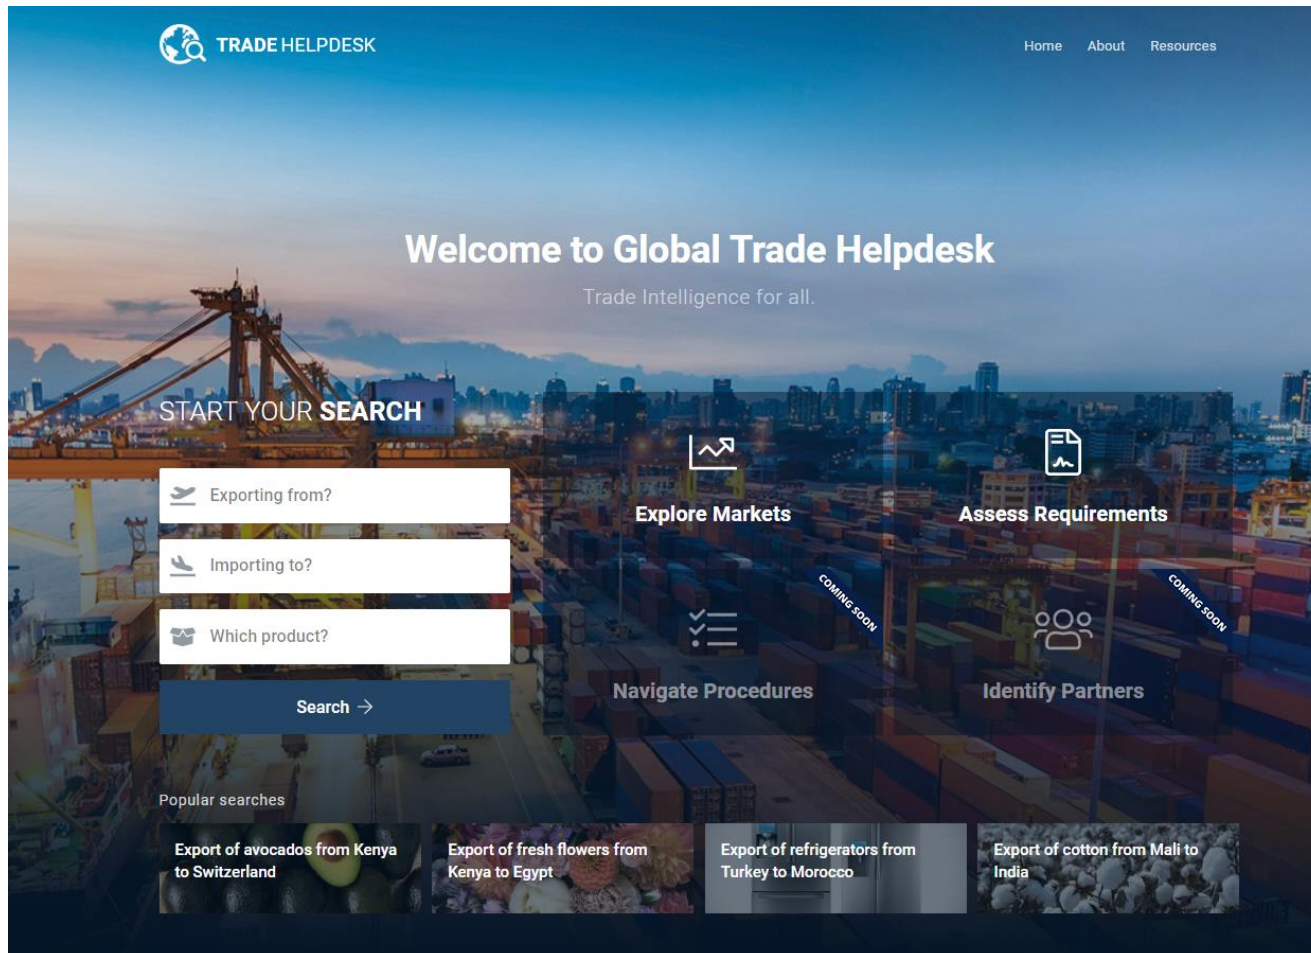 TRADE HELPDESK
Home About Resources
Welcome to Global Trade Helpdesk
Trade Intelligence for all.
START YOUR SEARCH
Exporting from?
Importing to?
Which product?
Search →
Explore Markets
Assess Requirements
COMING SOON
Navigate Procedures
COMING SOON
Identify Partners
Popular searches
Export of avocados from Kenya
to Switzerland
Export of fresh flowers from
Kenya to Egypt
Export of refrigerators from
Turkey to Morocco
Export of cotton from Mali to
India